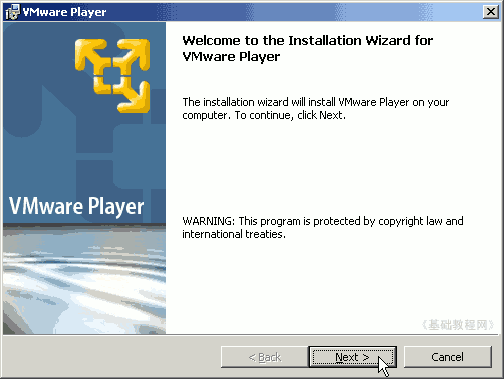 VMware Player
Welcome to the Installation Wizard for
VMware Player
The installation wizard will install VMware Player on your
computer. To continue, click Next.
VMware Player
WARNING: This program is protected by copyright law and
international treaties.
《基础教程网》
< Back
Next >
Cancel